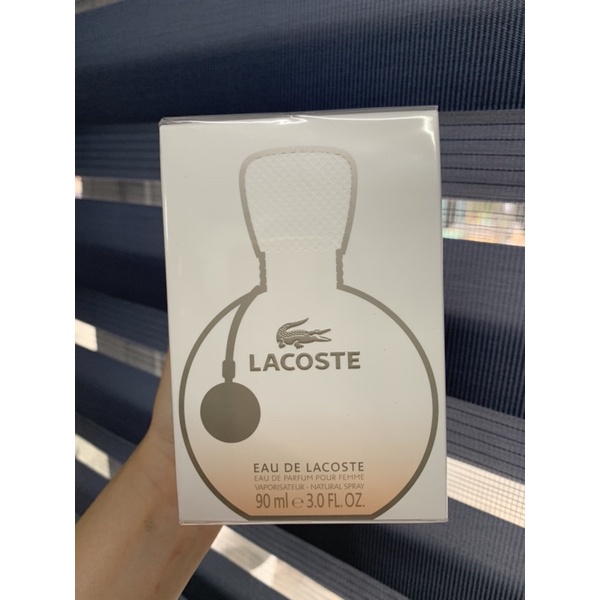 LACOSTE
EAU DE LACOSTE
EAU DE PARFUM POUR FEMME
VAPORISATEUR - NATURAL SPRAY
90 ml e 3.0 FL.OZ.